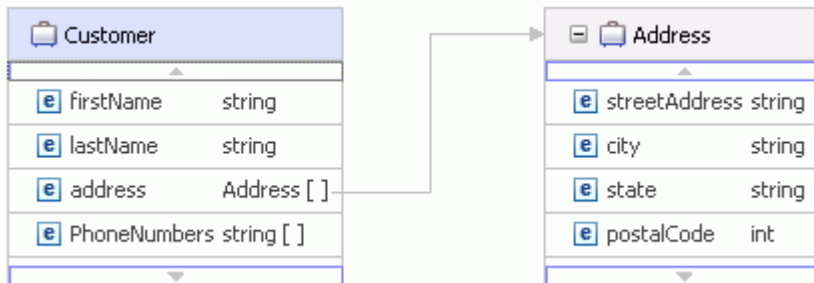 Customer
firstName string
lastName string
address Address [ ]
PhoneNumbers string [ ]
Address
streetAddress string
city string
state string
postalCode int